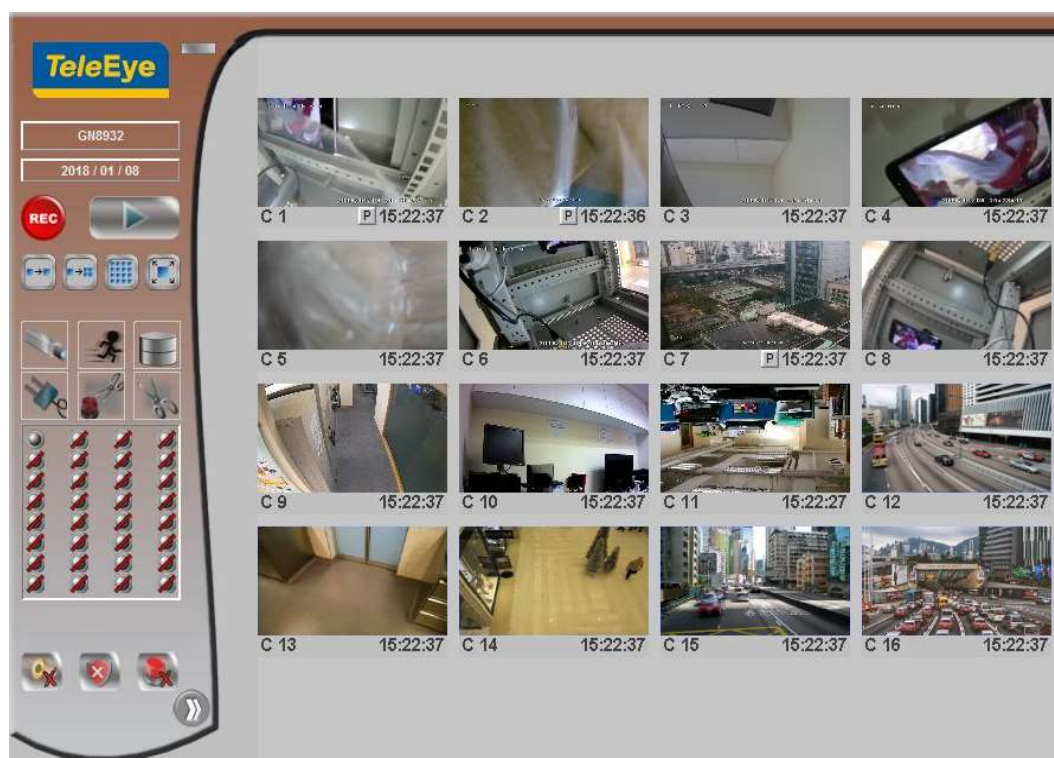 TeleEye
GN8932
2018 / 01 / 08
REC
C 1 P 15:22:37
C 2 P 15:22:36
C 3 15:22:37
C 4 15:22:37
C 5 15:22:37
C 6 15:22:37
C 7 P 15:22:37
C 8 15:22:37
C 9 15:22:37
C 10 15:22:37
C 11 15:22:27
C 12 15:22:37
C 13 15:22:37
C 14 15:22:37
C 15 15:22:37
C 16 15:22:37